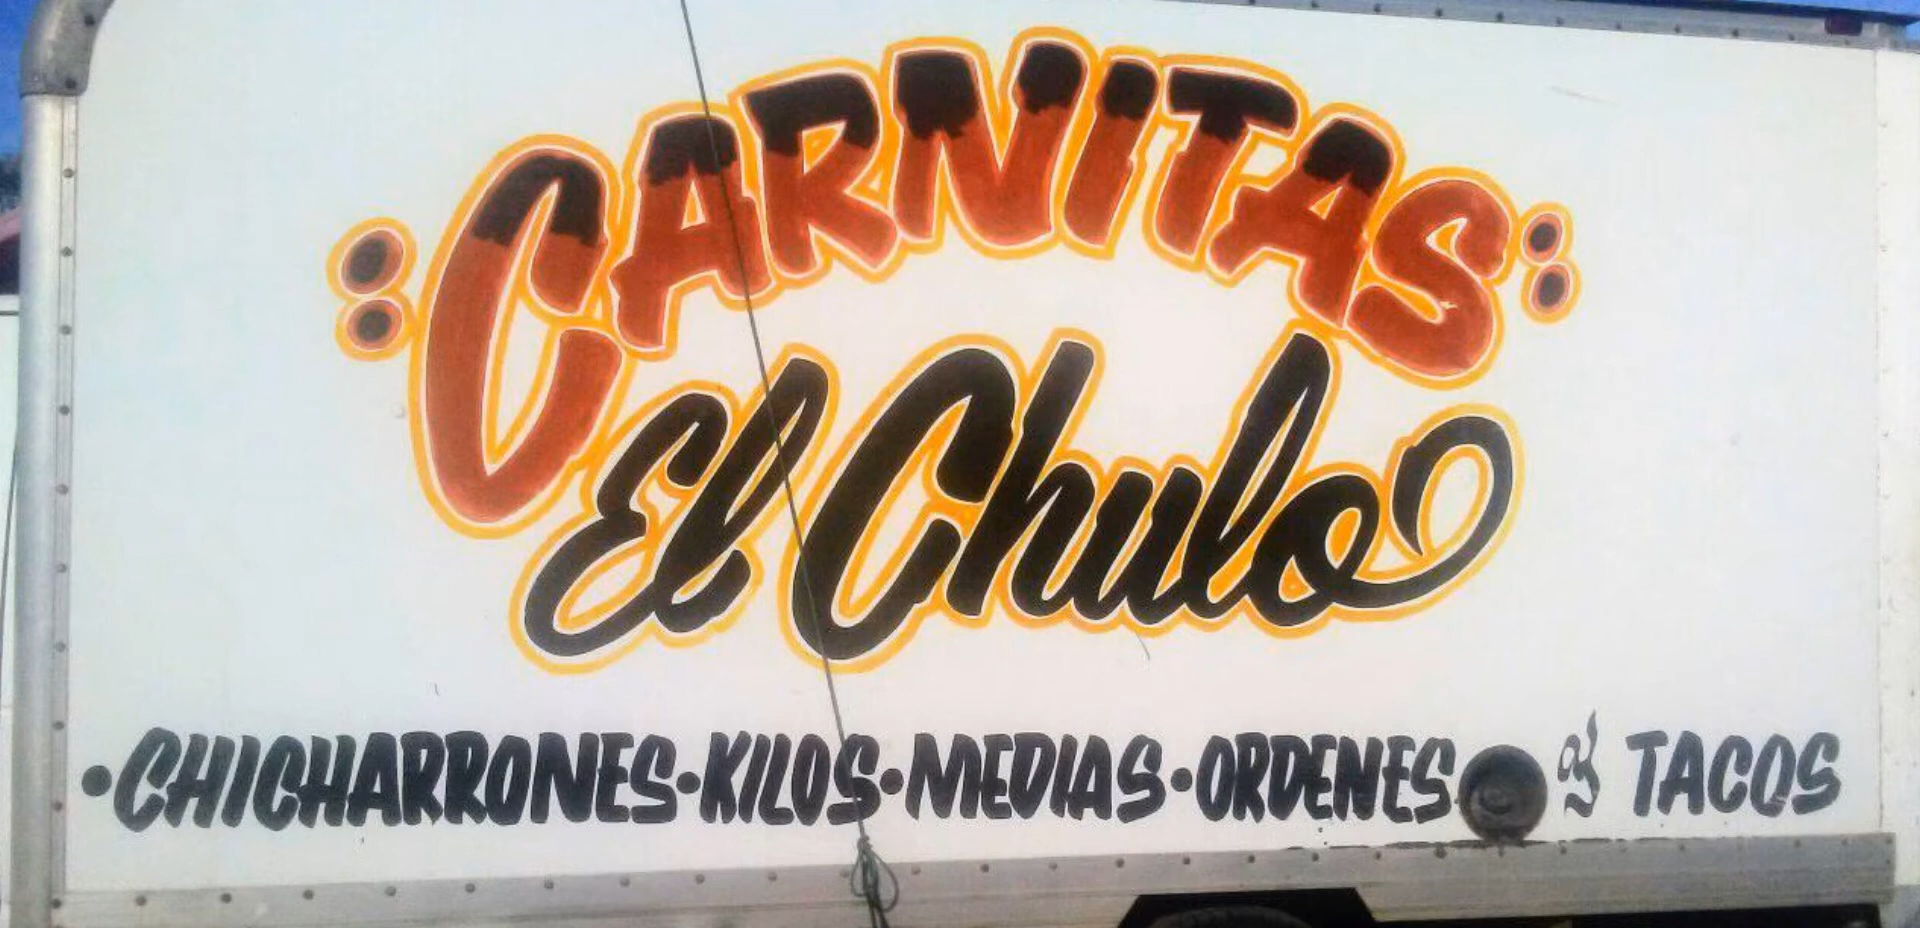 :CARNITAS:
El Chulo
•CHICHARRONES•KILOS•MEDIAS•ORDENES y TACOS